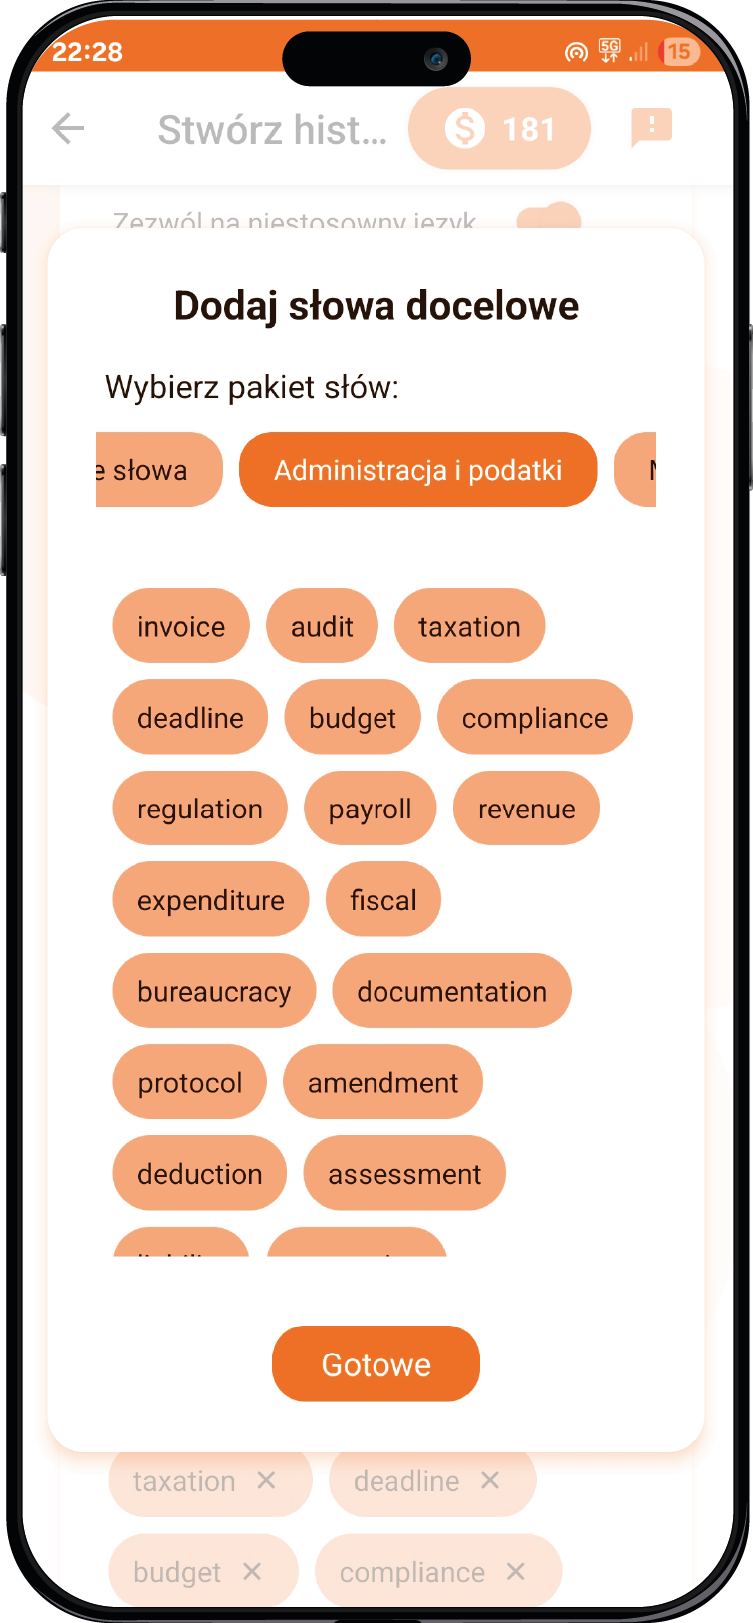 22:28 5G 15
Stwórz hist... $ 181
Zezwól na niestosowny język
Dodaj słowa docelowe
Wybierz pakiet słów:
e słowa Administracja i podatki
invoice audit taxation
deadline budget compliance
regulation payroll revenue
expenditure fiscal
bureaucracy documentation
protocol amendment
deduction assessment
Gotowe
taxation × deadline ×
budget × compliance ×